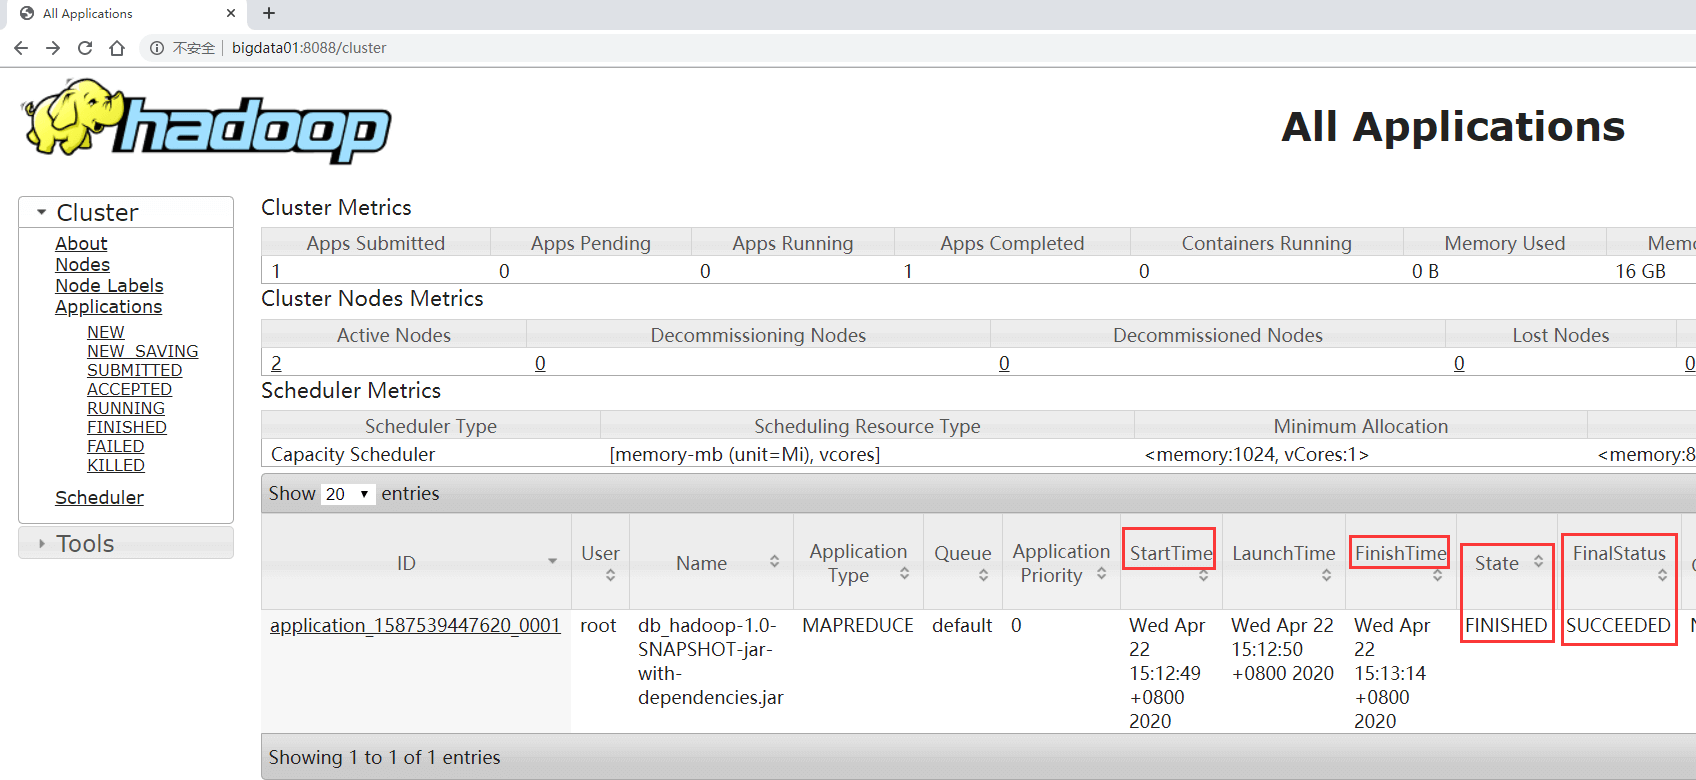 All Applications
不安全 bigdata01:8088/cluster
hadoop
All Applications
Cluster
About
Nodes
Node Labels
Applications
NEW
NEW_SAVING
SUBMITTED
ACCEPTED
RUNNING
FINISHED
FAILED
KILLED
Scheduler
Tools
Cluster Metrics
Apps Submitted Apps Pending Apps Running Apps Completed Containers Running Memory Used
1 0 0 1 0 0 B 16 GB
Cluster Nodes Metrics
Active Nodes Decommissioning Nodes Decommissioned Nodes Lost Nodes
2 0 0 0 0
Scheduler Metrics
Scheduler Type Scheduling Resource Type Minimum Allocation
Capacity Scheduler [memory-mb (unit=Mi), vcores] <memory:1024, vCores:1> <memory:8
Show 20 entries
ID User Name Application Type Queue Application Priority StartTime LaunchTime FinishTime State FinalStatus
application_1587539447620_0001 root db_hadoop-1.0-SNAPSHOT-jar-with-dependencies.jar MAPREDUCE default 0 Wed Apr 22 15:12:49 +0800 2020 Wed Apr 22 15:12:50 +0800 2020 Wed Apr 22 15:13:14 +0800 2020 FINISHED SUCCEEDED
Showing 1 to 1 of 1 entries